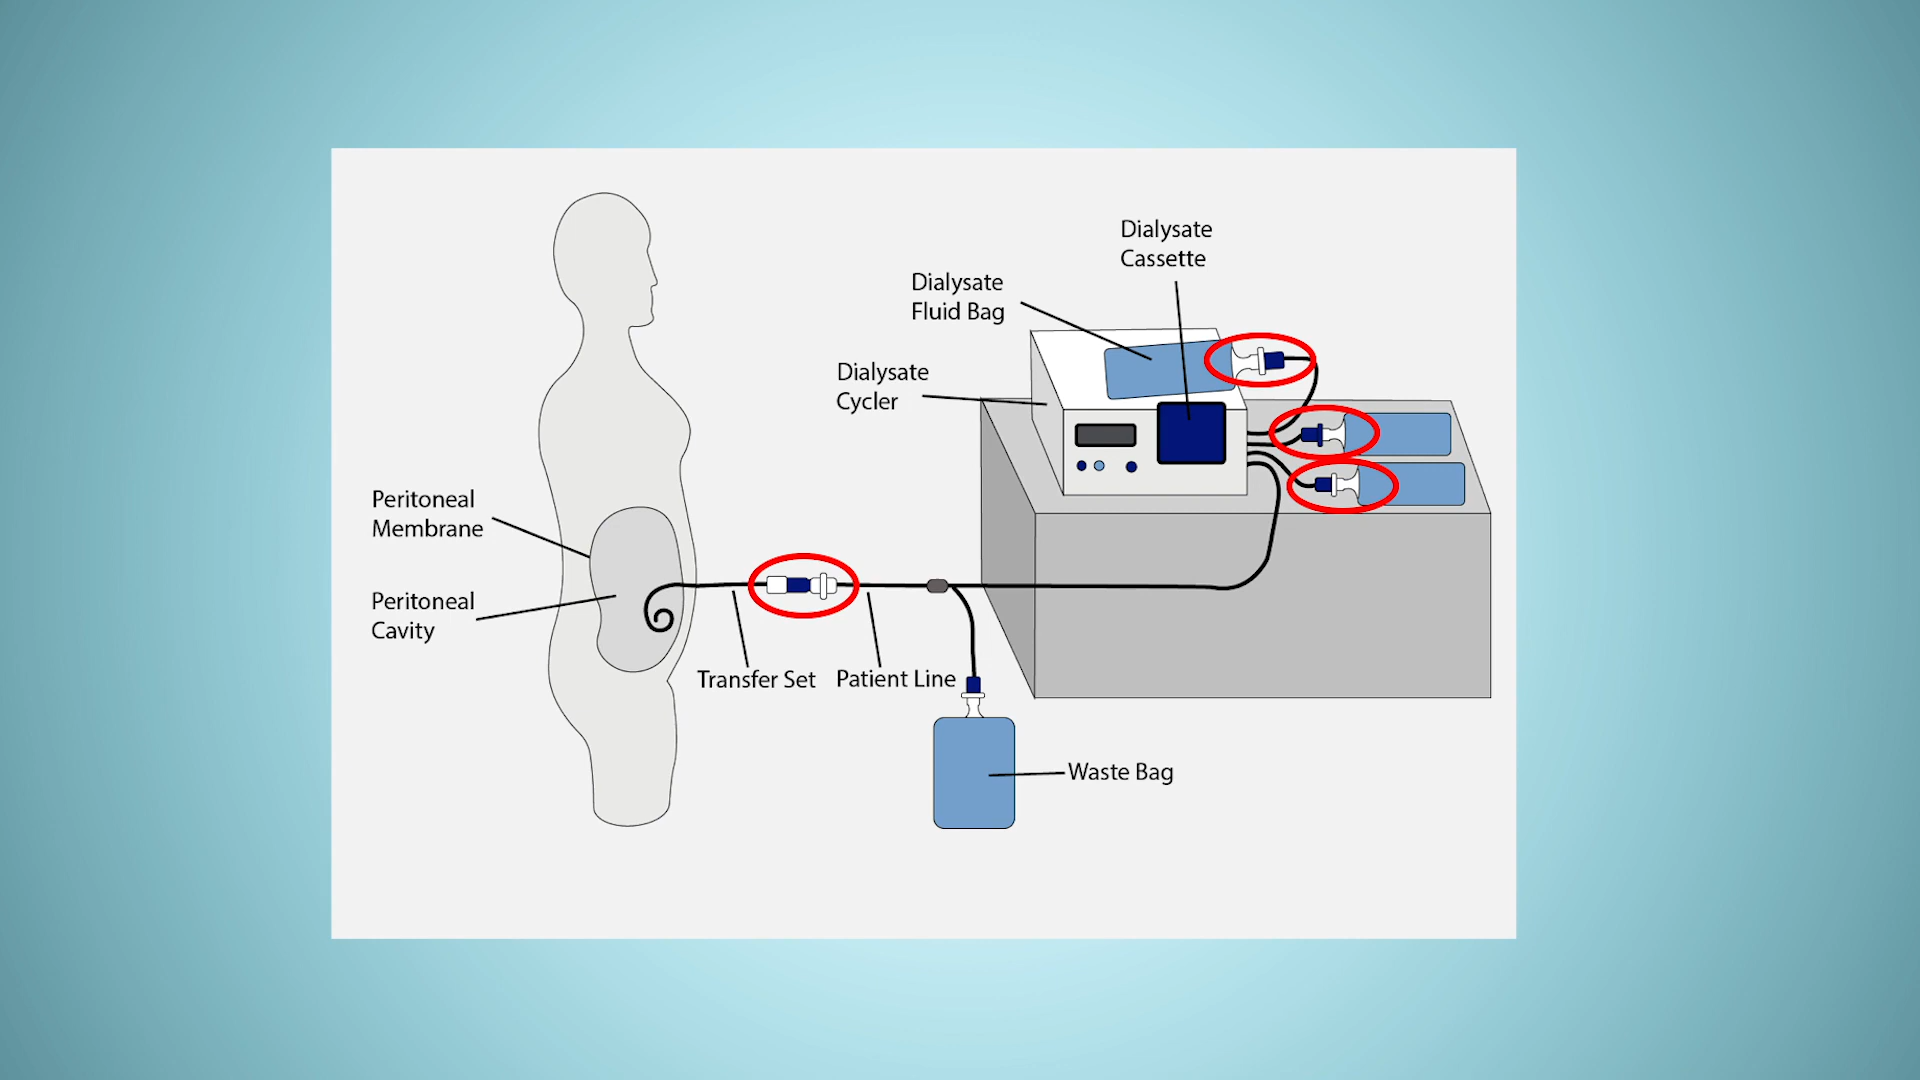 Dialysate
Cassette
Dialysate
Fluid Bag
Dialysate
Cycler
Peritoneal
Membrane
Peritoneal
Cavity
Transfer Set
Patient Line
Waste Bag